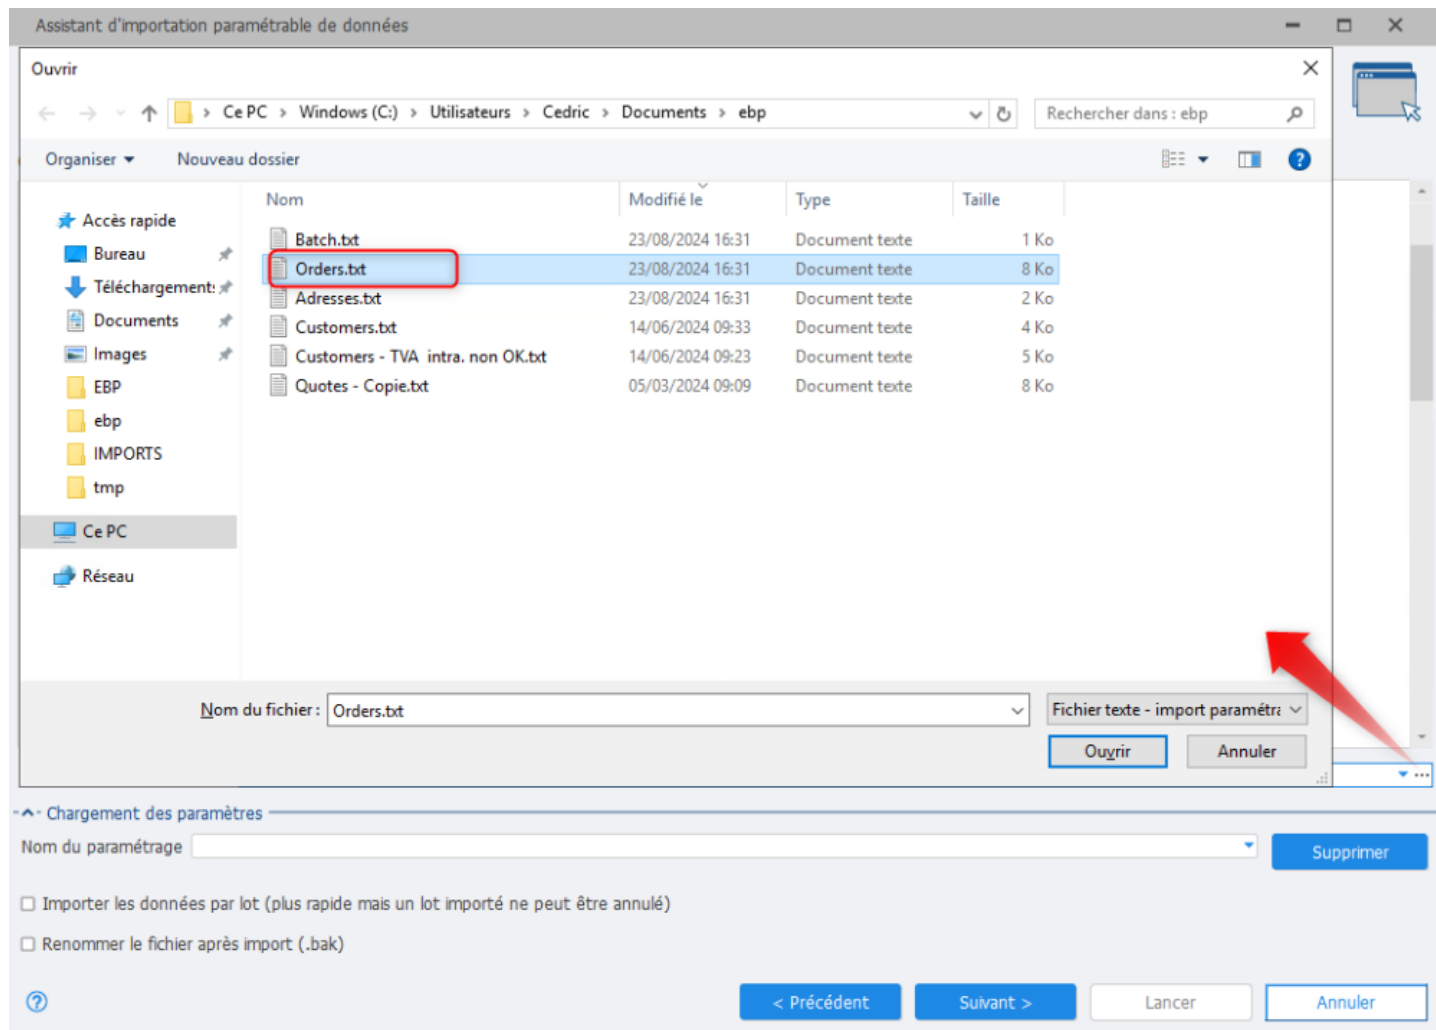 Assistant d'importation paramétrable de données
Ouvrir
Ce PC > Windows (C:) > Utilisateurs > Cedric > Documents > ebp
Rechercher dans : ebp
Organiser
Nouveau dossier
Nom
Modifié le
Type
Taille
Accès rapide
Bureau
Téléchargement:
Documents
Images
EBP
ebp
IMPORTS
tmp
Ce PC
Réseau
Batch.txt 23/08/2024 16:31 Document texte 1 Ko
Orders.txt 23/08/2024 16:31 Document texte 8 Ko
Adresses.txt 23/08/2024 16:31 Document texte 2 Ko
Customers.txt 14/06/2024 09:33 Document texte 4 Ko
Customers - TVA intra. non OK.txt 14/06/2024 09:23 Document texte 5 Ko
Quotes - Copie.txt 05/03/2024 09:09 Document texte 8 Ko
Nom du fichier : Orders.txt
Fichier texte - import paramétra
Ouvrir
Annuler
Chargement des paramètres
Nom du paramétrage
Supprimer
Importer les données par lot (plus rapide mais un lot importé ne peut être annulé)
Renommer le fichier après import (.bak)
< Précédent
Suivant >
Lancer
Annuler